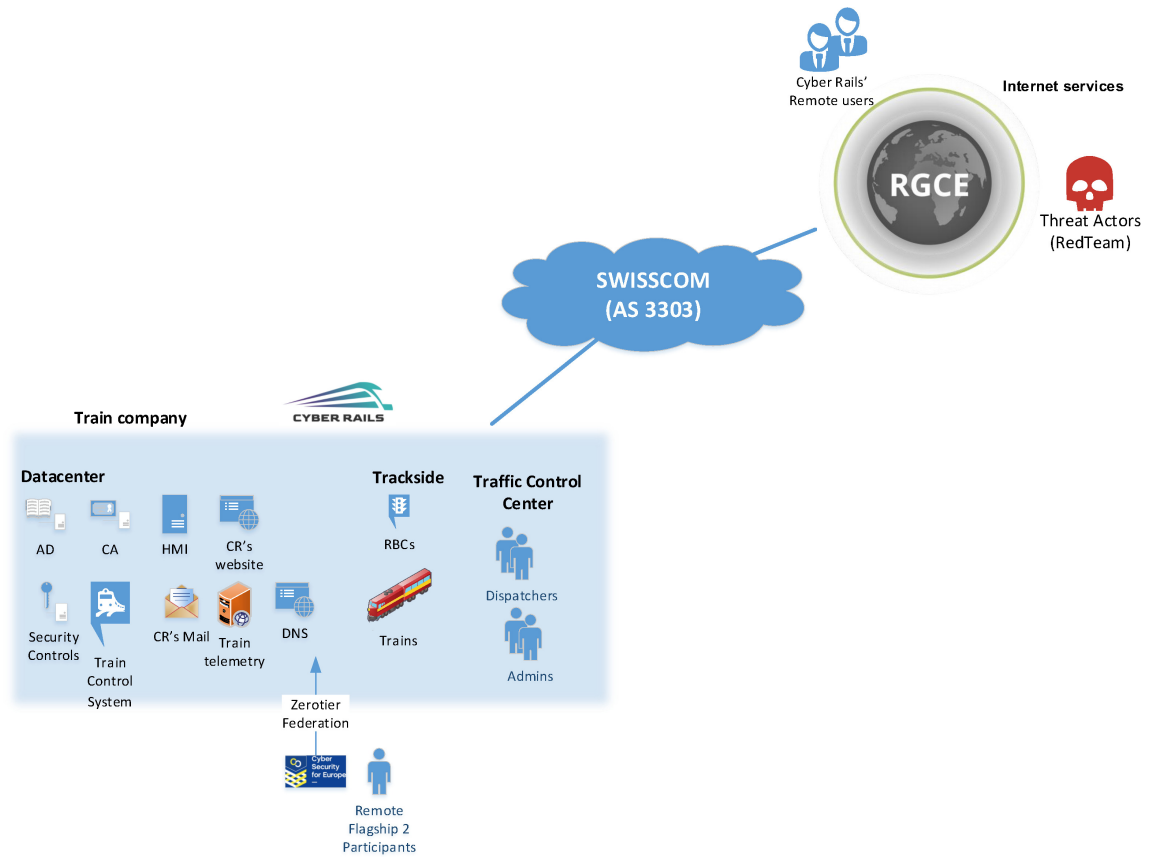 Cyber Rails’
Remote users
Internet services
RGCE
Threat Actors
(RedTeam)
SWISSCOM
(AS 3303)
CYBER RAILS
Train company
Datacenter
Trackside
Traffic Control
Center
AD
CA
HMI
CR’s
website
RBCs
Dispatchers
Security
Controls
Train
Control
System
CR’s Mail
Train
telemetry
DNS
Trains
Admins
Zerotier
Federation
Cyber
Security
for Europe
Remote
Flagship 2
Participants